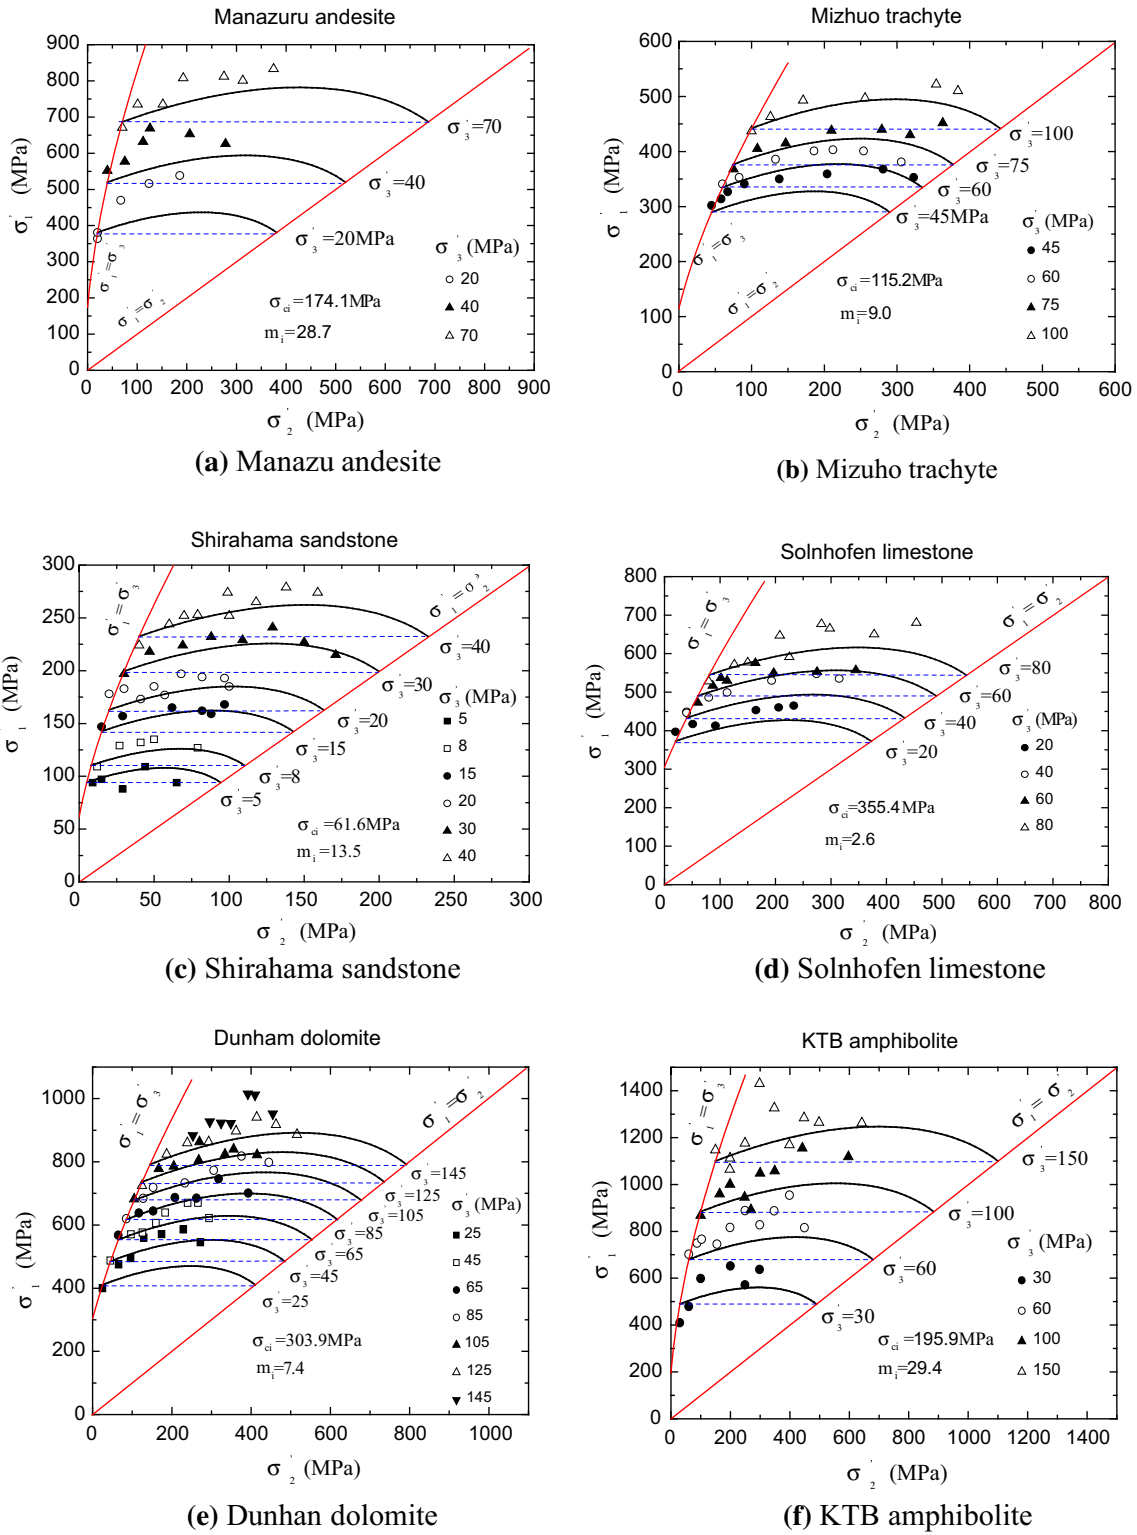 Manazuru andesite
900
800
700
600
500
400
300
200
100
0
σ'₁ (MPa)
σ'₃=70
σ'₃=40
σ'₃=20MPa
σ'₁=σ'₃
σ'₁=σ'₂
σci=174.1MPa
mi=28.7
σ'₃ (MPa)
20
40
70
0 100 200 300 400 500 600 700 800 900
σ'₂ (MPa)
(a) Manazu andesite
Mizhuo trachyte
600
500
400
300
200
100
0
σ'₁ (MPa)
σ'₃=100
σ'₃=75
σ'₃=60
σ'₃=45MPa
σ'₁=σ'₃
σ'₁=σ'₂
σci=115.2MPa
mi=9.0
σ'₃ (MPa)
45
60
75
100
0 100 200 300 400 500 600
σ'₂ (MPa)
(b) Mizuho trachyte
Shirahama sandstone
300
250
200
150
100
50
0
σ'₁ (MPa)
σ'₁=σ'₃
σ'₁=σ'₂
σ'₃=40
σ'₃=30
σ'₃=20
σ'₃=15
σ'₃=8
σ'₃=5
σci=61.6MPa
mi=13.5
σ'₃ (MPa)
5
8
15
20
30
40
0 50 100 150 200 250 300
σ'₂ (MPa)
(c) Shirahama sandstone
Solnhofen limestone
800
700
600
500
400
300
200
100
0
σ'₁ (MPa)
σ'₁=σ'₃
σ'₁=σ'₂
σ'₃=80
σ'₃=60
σ'₃=40
σ'₃=20
σci=355.4MPa
mi=2.6
σ'₃ (MPa)
20
40
60
80
0 100 200 300 400 500 600 700 800
σ'₂ (MPa)
(d) Solnhofen limestone
Dunham dolomite
1000
800
600
400
200
0
σ'₁ (MPa)
σ'₁=σ'₃
σ'₁=σ'₂
σ'₃=145
σ'₃=125
σ'₃=105
σ'₃=85
σ'₃=65
σ'₃=45
σ'₃=25
σci=303.9MPa
mi=7.4
σ'₃ (MPa)
25
45
65
85
105
125
145
0 200 400 600 800 1000
σ'₂ (MPa)
(e) Dunhan dolomite
KTB amphibolite
1400
1200
1000
800
600
400
200
0
σ'₁ (MPa)
σ'₁=σ'₃
σ'₁=σ'₂
σ'₃=150
σ'₃=100
σ'₃=60
σ'₃=30
σci=195.9MPa
mi=29.4
σ'₃ (MPa)
30
60
100
150
0 200 400 600 800 1000 1200 1400
σ'₂ (MPa)
(f) KTB amphibolite